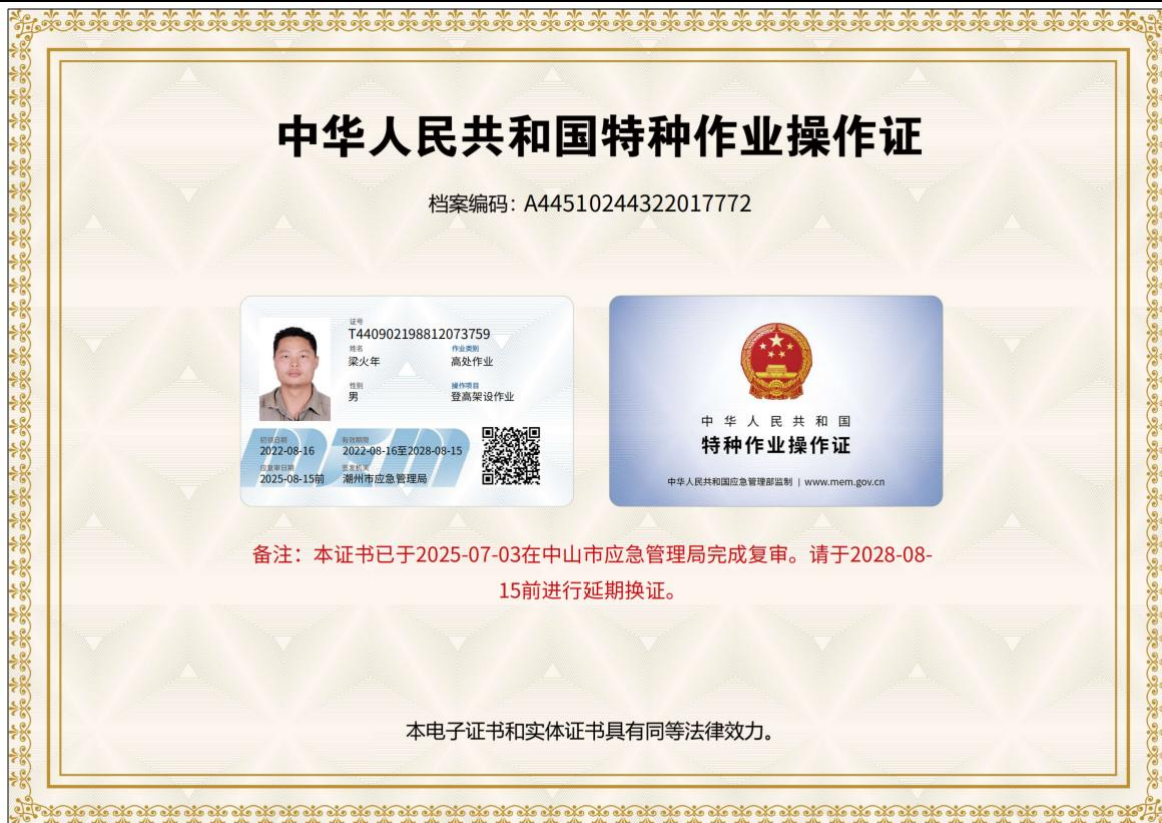 中华人民共和国特种作业操作证
档案编码：A44510244322017772
证号
T440902198812073759
姓名
作业类别
梁火年
高处作业
性别
操作项目
男
登高架设作业
初领日期
有效期限
2022-08-16
2022-08-16至2028-08-15
应复审日期
签发机关
2025-08-15前
潮州市应急管理局
中华人民共和国
特种作业操作证
中华人民共和国应急管理部监制 | www.mem.gov.cn
备注：本证书已于2025-07-03在中山市应急管理局完成复审。请于2028-08-
15前进行延期换证。
本电子证书和实体证书具有同等法律效力。